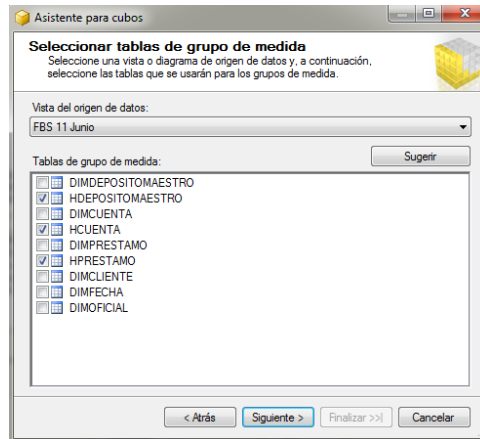 Asistente para cubos
Seleccionar tablas de grupo de medida
Seleccione una vista o diagrama de origen de datos y, a continuación,
seleccione las tablas que se usarán para los grupos de medida.
Vista del origen de datos:
FBS 11 Junio
Tablas de grupo de medida:
Sugerir
DIMDEPOSITOMAESTRO
HDEPOSITOMAESTRO
DIMCUENTA
HCUENTA
DIMPRESTAMO
HPRESTAMO
DIMCLIENTE
DIMFECHA
DIMOFICIAL
< Atrás Siguiente > Finalizar >>| Cancelar